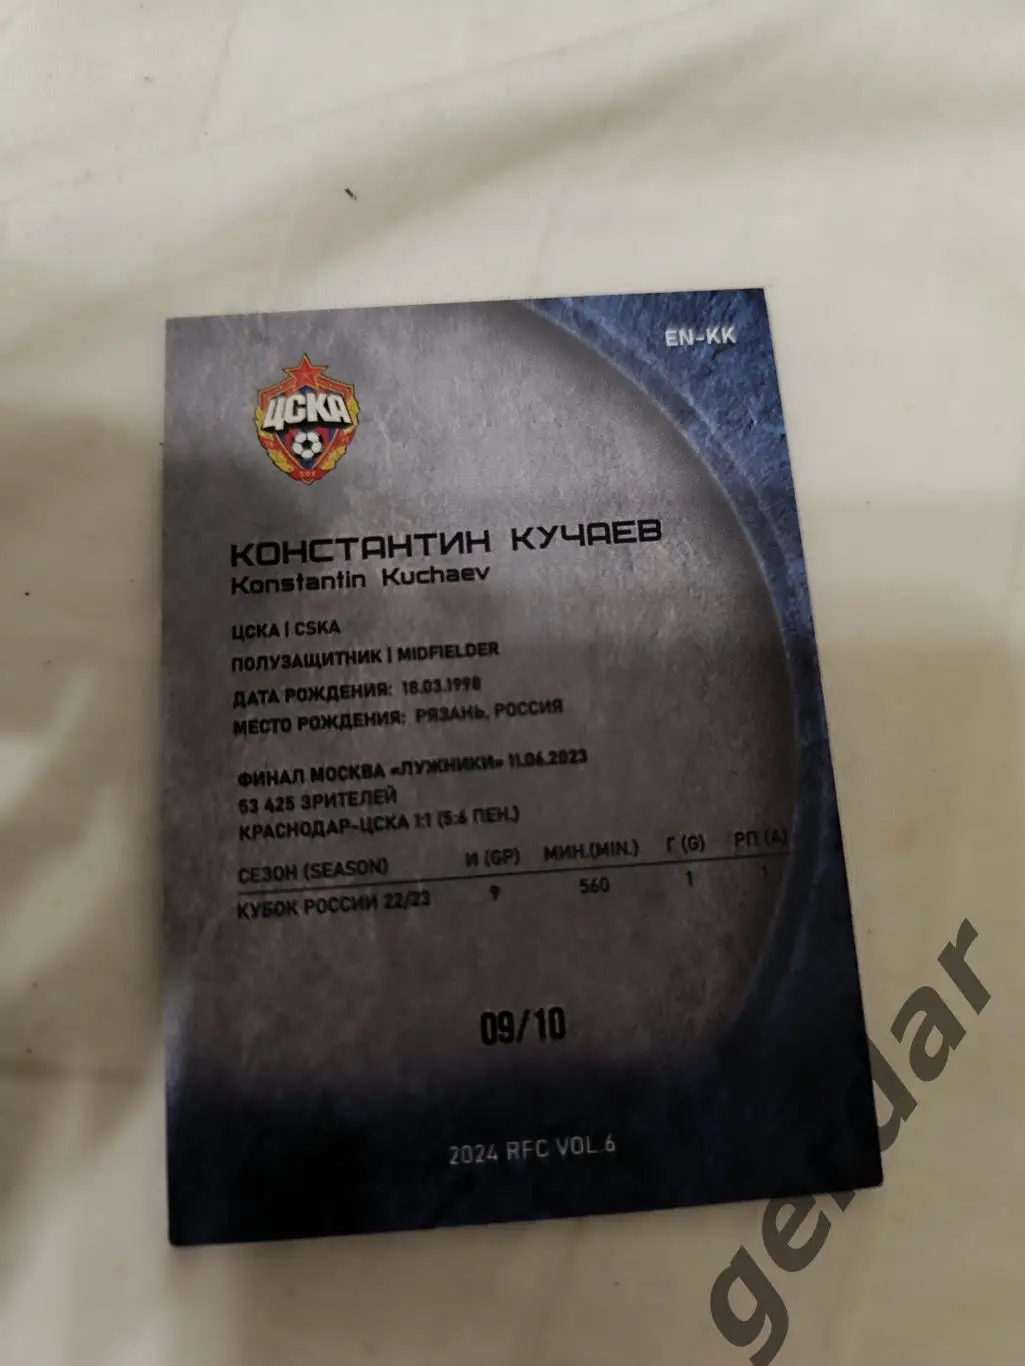 EN-KK
ЦСКА
КОНСТАНТИН КУЧАЕВ
Konstantin Kuchaev
ЦСКА | CSKA
ПОЛУЗАЩИТНИК | MIDFIELDER
ДАТА РОЖДЕНИЯ: 18.03.1998
МЕСТО РОЖДЕНИЯ: РЯЗАНЬ, РОССИЯ
ФИНАЛ МОСКВА «ЛУЖНИКИ» 11.06.2023
53 425 ЗРИТЕЛЕЙ
КРАСНОДАР-ЦСКА 1:1 (5:6 ПЕН.)
СЕЗОН (SEASON) И (GP) МИН.(MIN.) Г (G) РП (A)
КУБОК РОССИИ 22/23 9 560 1 1
09/10
2024 RFC VOL.6
gendar